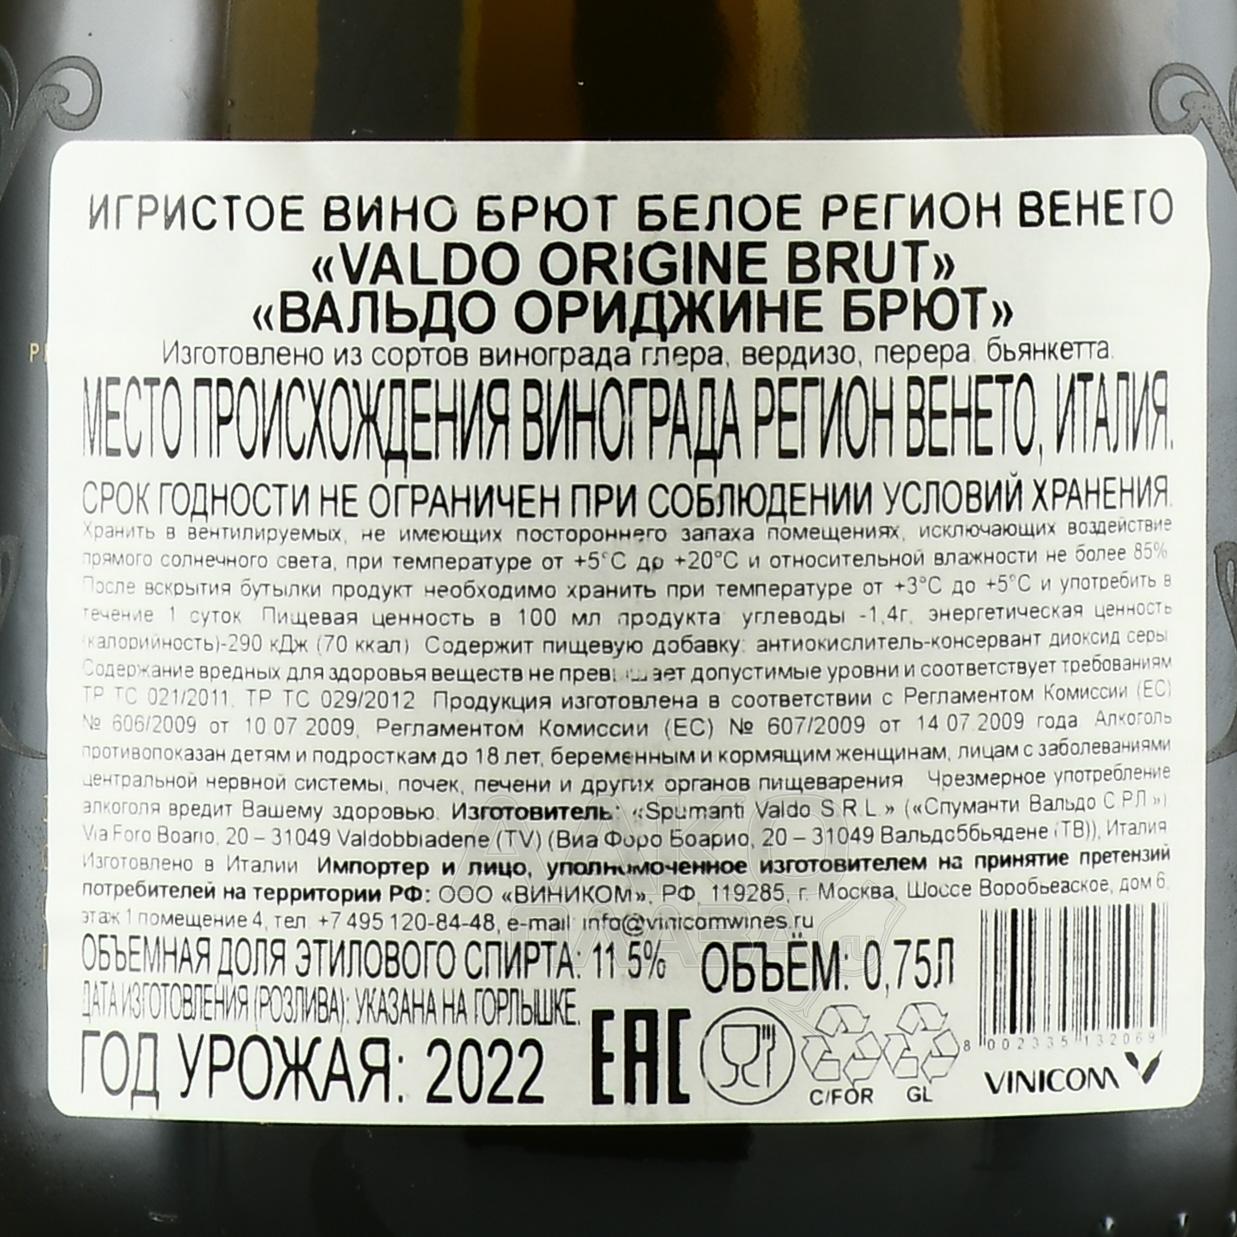 ИГРИСТОЕ ВИНО БРЮТ БЕЛОЕ РЕГИОН ВЕНЕТО
«VALDO ORIGINE BRUT»
«ВАЛЬДО ОРИДЖИНЕ БРЮТ»
Изготовлено из сортов винограда глера, вердизо, перера, бьянкетта.
МЕСТО ПРОИСХОЖДЕНИЯ ВИНОГРАДА РЕГИОН ВЕНЕТО, ИТАЛИЯ.
СРОК ГОДНОСТИ НЕ ОГРАНИЧЕН ПРИ СОБЛЮДЕНИИ УСЛОВИЙ ХРАНЕНИЯ.
Хранить в вентилируемых, не имеющих постороннего запаха помещениях, исключающих воздействие
прямого солнечного света, при температуре от +5°С до +20°С и относительной влажности не более 85%
После вскрытия бутылки продукт необходимо хранить при температуре от +3°С до +5°С и употребить в
течение 1 суток. Пищевая ценность в 100 мл продукта: углеводы -1,4г, энергетическая ценность
(калорийность)-290 кДж (70 ккал) Содержит пищевую добавку: антиокислитель-консервант диоксид серы
Содержание вредных для здоровья веществ не превышает допустимые уровни и соответствует требованиям
ТР ТС 021/2011, ТР ТС 029/2012 Продукция изготовлена в соответствии с Регламентом Комиссии (ЕС)
№ 606/2009 от 10.07.2009, Регламентом Комиссии (ЕС) № 607/2009 от 14.07.2009 года Алкоголь
противопоказан детям и подросткам до 18 лет, беременным и кормящим женщинам, лицам с заболеваниями
центральной нервной системы, почек, печени и других органов пищеварения. Чрезмерное употребление
алкоголя вредит Вашему здоровью. Изготовитель: «Spumanti Valdo S.R.L.» («Спуманти Вальдо С.РЛ.»)
Via Foro Boario, 20 – 31049 Valdobbiadene (TV) (Виа Форо Боарио, 20 – 31049 Вальдоббьядене (ТВ)), Италия
Изготовлено в Италии Импортер и лицо, уполномоченное изготовителем на принятие претензий
потребителей на территории РФ: ООО «ВИНИКОМ», РФ, 119285, г. Москва, Шоссе Воробьевское, дом 6,
этаж 1 помещение 4, тел. +7 495 120-84-48, e-mail: info@vinicomwines.ru
ОБЪЕМНАЯ ДОЛЯ ЭТИЛОВОГО СПИРТА: 11.5% ОБЪЁМ: 0,75Л
ДАТА ИЗГОТОВЛЕНИЯ (РОЗЛИВА): УКАЗАНА НА ГОРЛЫШКЕ.
ГОД УРОЖАЯ: 2022
EAC
C/FOR GL
8 002335 132069
VINICOM